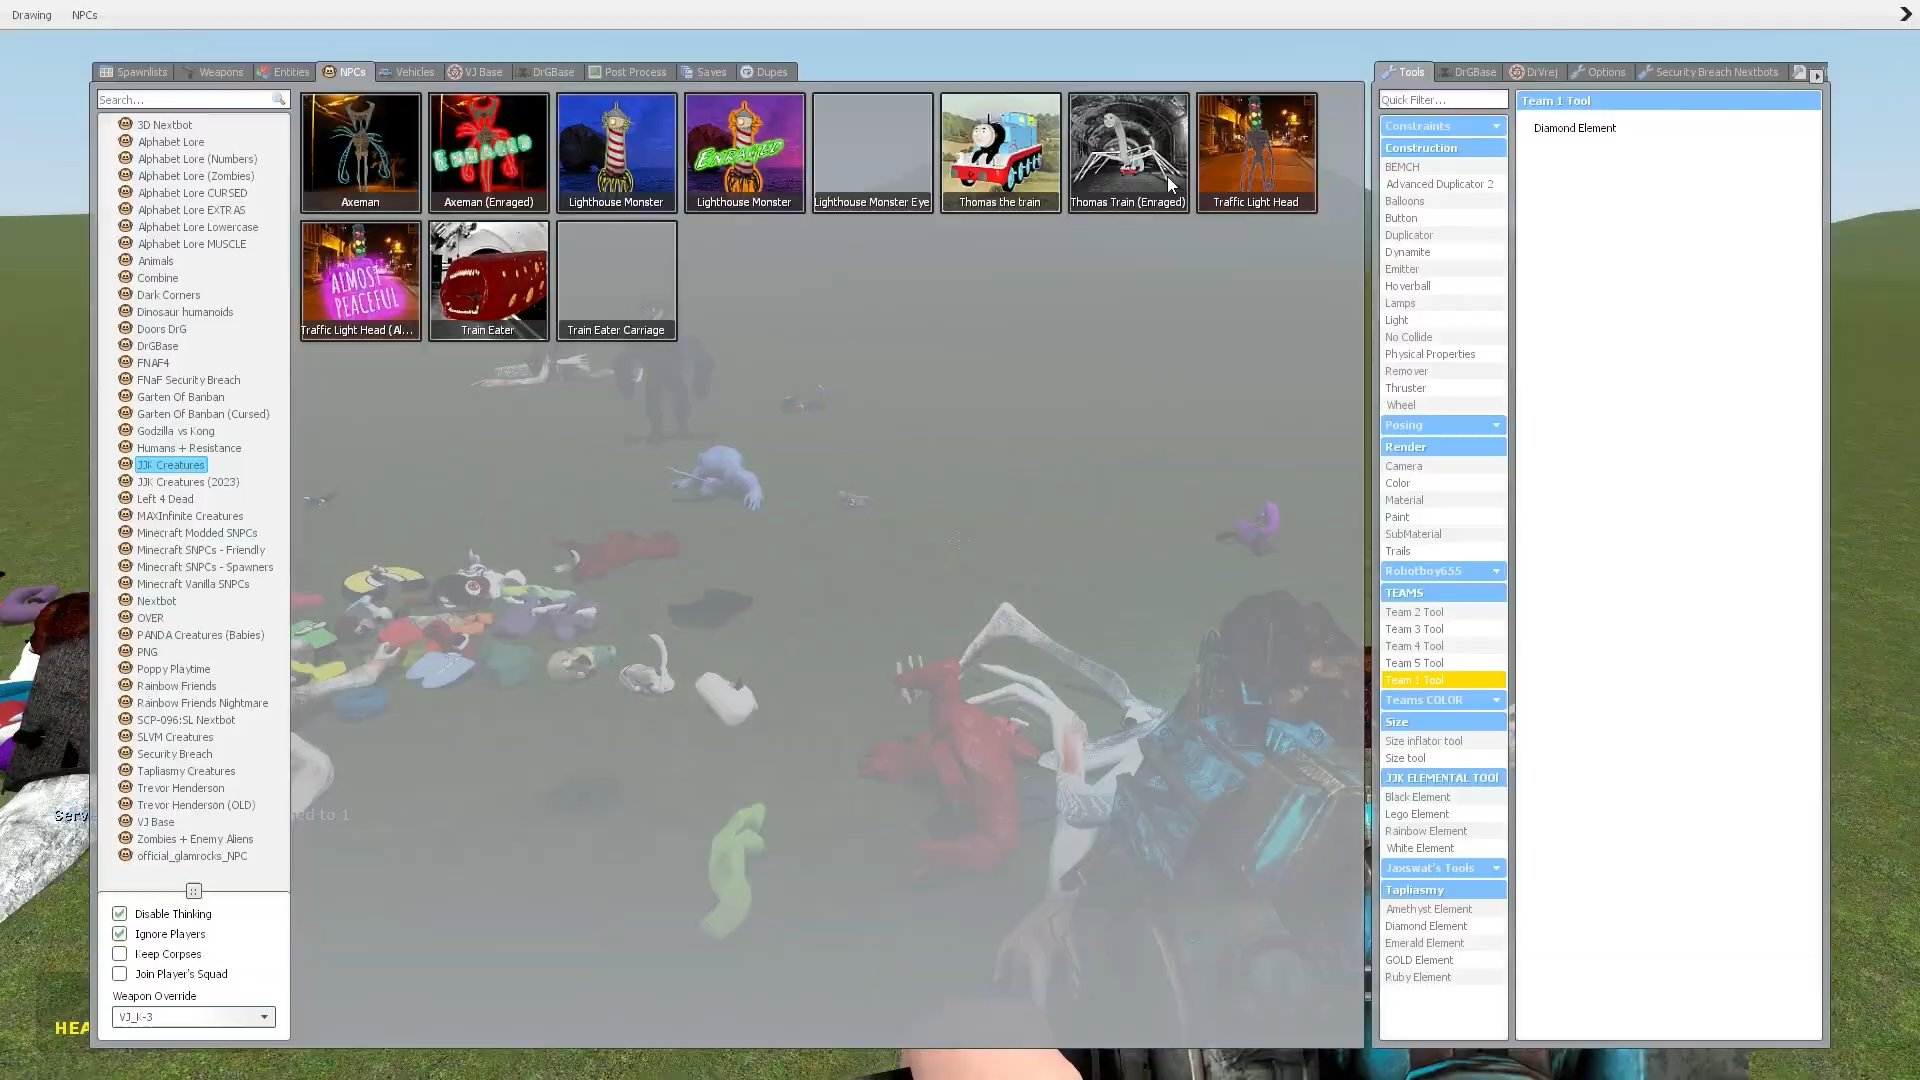 Drawing NPCs
Spawnlists Weapons Entities NPCs Vehicles VJ Base DrGBase Post Process Saves Dupes
Search...
3D Nextbot
Alphabet Lore
Alphabet Lore (Numbers)
Alphabet Lore (Zombies)
Alphabet Lore CURSED
Alphabet Lore EXTRAS
Alphabet Lore Lowercase
Alphabet Lore MUSCLE
Animals
Combine
Dark Corners
Dinosaur humanoids
Doors DrG
DrGBase
FNAF4
FNaF Security Breach
Garten Of Banban
Garten Of Banban (Cursed)
Godzilla vs Kong
Humans + Resistance
JJK Creatures
JJK Creatures (2023)
Left 4 Dead
MAXInfinite Creatures
Minecraft Modded SNPCs
Minecraft SNPCs - Friendly
Minecraft SNPCs - Spawners
Minecraft Vanilla SNPCs
Nextbot
OVER
PANDA Creatures (Babies)
PNG
Poppy Playtime
Rainbow Friends
Rainbow Friends Nightmare
SCP-096:SL Nextbot
SLVM Creatures
Security Breach
Tapliasmy Creatures
Trevor Henderson
Trevor Henderson (OLD)
VJ Base
Zombies + Enemy Aliens
official_glamrocks_NPC
Disable Thinking
Ignore Players
Keep Corpses
Join Player's Squad
Weapon Override
VJ_K-3
ENRAGED
ENRAGED
Axeman Axeman (Enraged) Lighthouse Monster Lighthouse Monster Lighthouse Monster Eye Thomas the train Thomas Train (Enraged) Traffic Light Head
ALMOST
PEACEFUL
Traffic Light Head (Al... Train Eater Train Eater Carriage
Serv
ed to 1
HEA
Tools DrGBase DrVrej Options Security Breach Nextbots
Quick Filter...
Constraints
Construction
BEMCH
Advanced Duplicator 2
Balloons
Button
Duplicator
Dynamite
Emitter
Hoverball
Lamps
Light
No Collide
Physical Properties
Remover
Thruster
Wheel
Posing
Render
Camera
Color
Material
Paint
SubMaterial
Trails
Robotboy655
TEAMS
Team 2 Tool
Team 3 Tool
Team 4 Tool
Team 5 Tool
Team 1 Tool
Teams COLOR
Size
Size inflator tool
Size tool
JJK ELEMENTAL TOOl
Black Element
Lego Element
Rainbow Element
White Element
Jaxswat's Tools
Tapliasmy
Amethyst Element
Diamond Element
Emerald Element
GOLD Element
Ruby Element
Team 1 Tool
Diamond Element